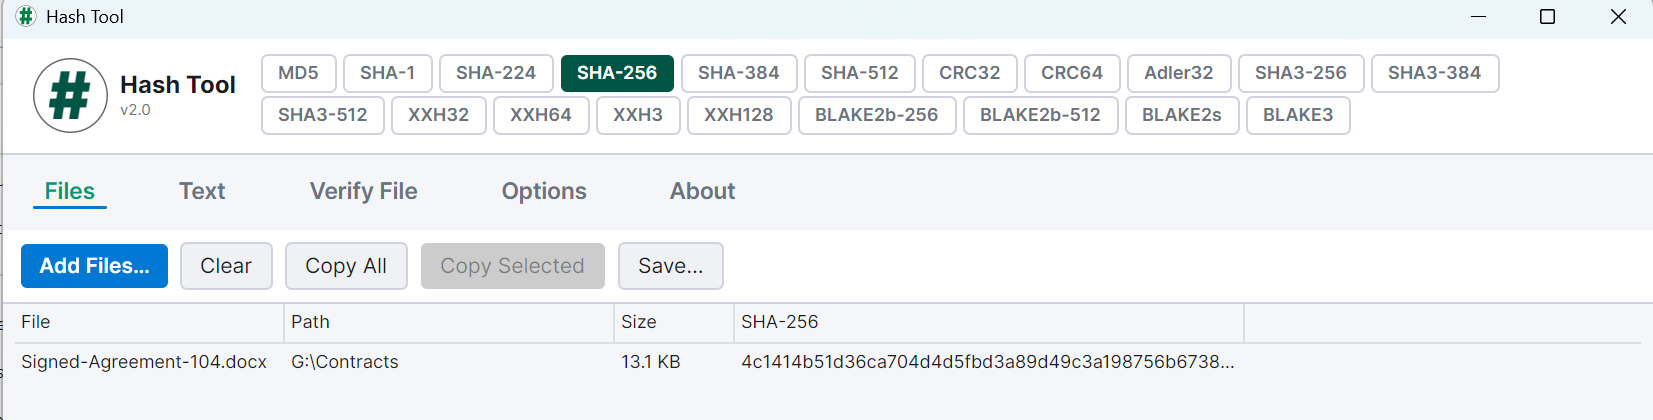 Hash Tool
Hash Tool
v2.0
MD5 SHA-1 SHA-224 SHA-256 SHA-384 SHA-512 CRC32 CRC64 Adler32 SHA3-256 SHA3-384
SHA3-512 XXH32 XXH64 XXH3 XXH128 BLAKE2b-256 BLAKE2b-512 BLAKE2s BLAKE3
Files Text Verify File Options About
Add Files... Clear Copy All Copy Selected Save...
File Path Size SHA-256
Signed-Agreement-104.docx G:\Contracts 13.1 KB 4c1414b51d36ca704d4d5fbd3a89d49c3a198756b6738...